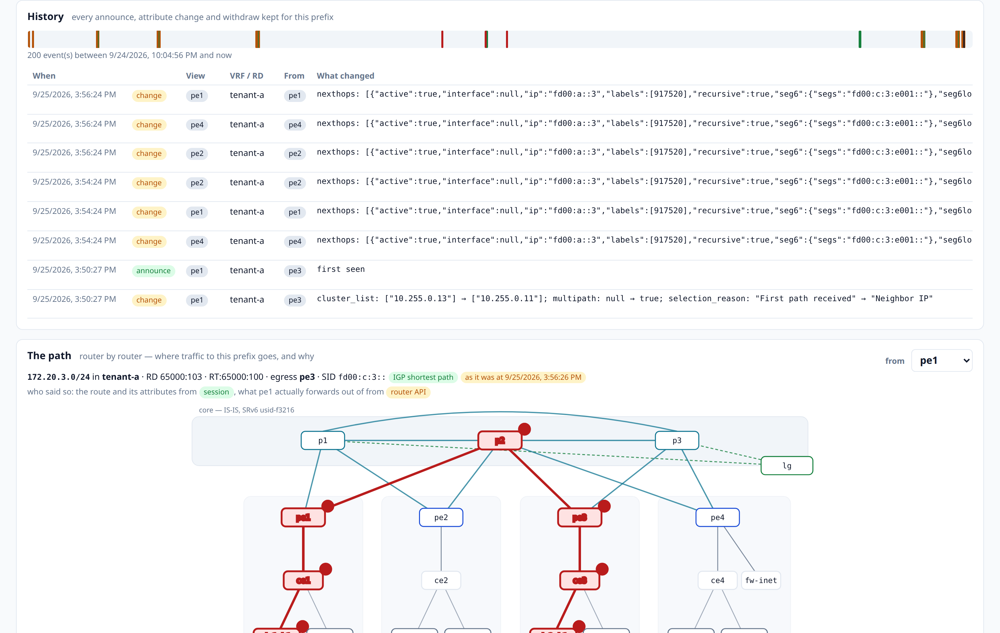 History every announce, attribute change and withdraw kept for this prefix
200 event(s) between 9/24/2026, 10:04:56 PM and now
When View VRF / RD From What changed
9/25/2026, 3:56:24 PM change pe1 tenant-a pe1 nexthops: [{"active":true,"interface":null,"ip":"fd00:a::3","labels":[917520],"recursive":true,"seg6":{"segs":"fd00:c:3:e001::"},"seg6lo
9/25/2026, 3:56:24 PM change pe4 tenant-a pe4 nexthops: [{"active":true,"interface":null,"ip":"fd00:a::3","labels":[917520],"recursive":true,"seg6":{"segs":"fd00:c:3:e001::"},"seg6lo
9/25/2026, 3:56:24 PM change pe2 tenant-a pe2 nexthops: [{"active":true,"interface":null,"ip":"fd00:a::3","labels":[917520],"recursive":true,"seg6":{"segs":"fd00:c:3:e001::"},"seg6lo
9/25/2026, 3:54:24 PM change pe2 tenant-a pe2 nexthops: [{"active":true,"interface":null,"ip":"fd00:a::3","labels":[917520],"recursive":true,"seg6":{"segs":"fd00:c:3:e001::"},"seg6lo
9/25/2026, 3:54:24 PM change pe1 tenant-a pe1 nexthops: [{"active":true,"interface":null,"ip":"fd00:a::3","labels":[917520],"recursive":true,"seg6":{"segs":"fd00:c:3:e001::"},"seg6lo
9/25/2026, 3:54:24 PM change pe4 tenant-a pe4 nexthops: [{"active":true,"interface":null,"ip":"fd00:a::3","labels":[917520],"recursive":true,"seg6":{"segs":"fd00:c:3:e001::"},"seg6lo
9/25/2026, 3:50:27 PM announce pe1 tenant-a pe3 first seen
9/25/2026, 3:50:27 PM change pe1 tenant-a pe3 cluster_list: ["10.255.0.13"] → ["10.255.0.11"]; multipath: null → true; selection_reason: "First path received" → "Neighbor IP"
The path router by router — where traffic to this prefix goes, and why from pe1
172.20.3.0/24 in tenant-a · RD 65000:103 · RT:65000:100 · egress pe3 · SID fd00:c:3:: IGP shortest path as it was at 9/25/2026, 3:56:26 PM
who said so: the route and its attributes from session, what pe1 actually forwards out of from router API
core — IS-IS, SRv6 usid-f3216
p1 p2 p3
lg
pe1 pe2 pe3 pe4
ce1 ce2 ce3 ce4 fw-inet